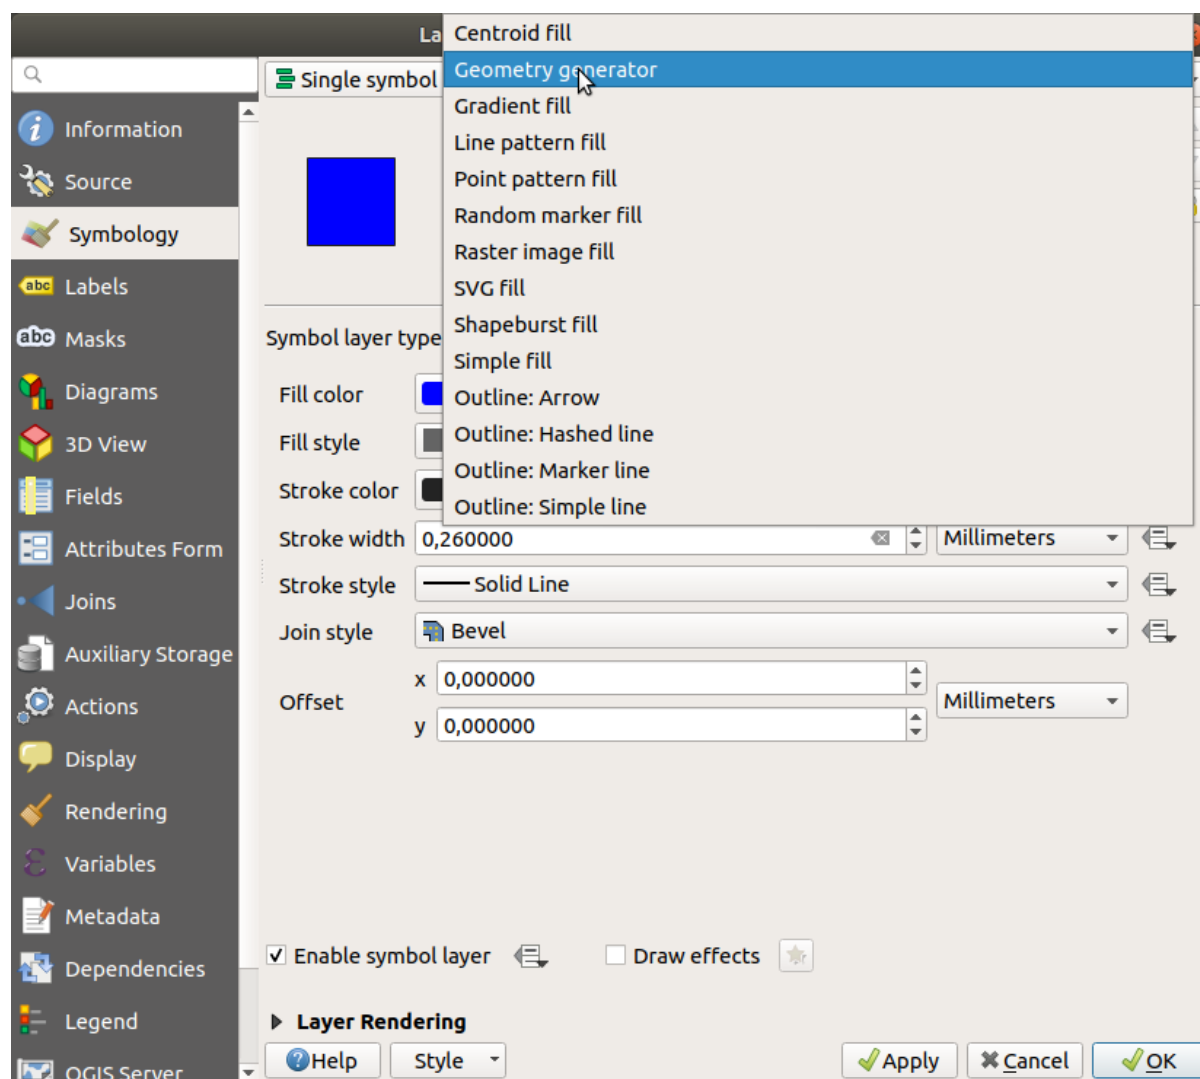 La
Centroid fill
Geometry generator
Gradient fill
Line pattern fill
Point pattern fill
Random marker fill
Raster image fill
SVG fill
Shapeburst fill
Simple fill
Outline: Arrow
Outline: Hashed line
Outline: Marker line
Outline: Simple line
Single symbol
Information
Source
Symbology
abc Labels
abc Masks
Diagrams
3D View
Fields
Attributes Form
Joins
Auxiliary Storage
Actions
Display
Rendering
Variables
Metadata
Dependencies
Legend
QGIS Server
Symbol layer type
Fill color
Fill style
Stroke color
Stroke width 0,260000 Millimeters
Stroke style Solid Line
Join style Bevel
Offset
x 0,000000
y 0,000000
Millimeters
Enable symbol layer
Draw effects
Layer Rendering
Help Style Apply Cancel OK